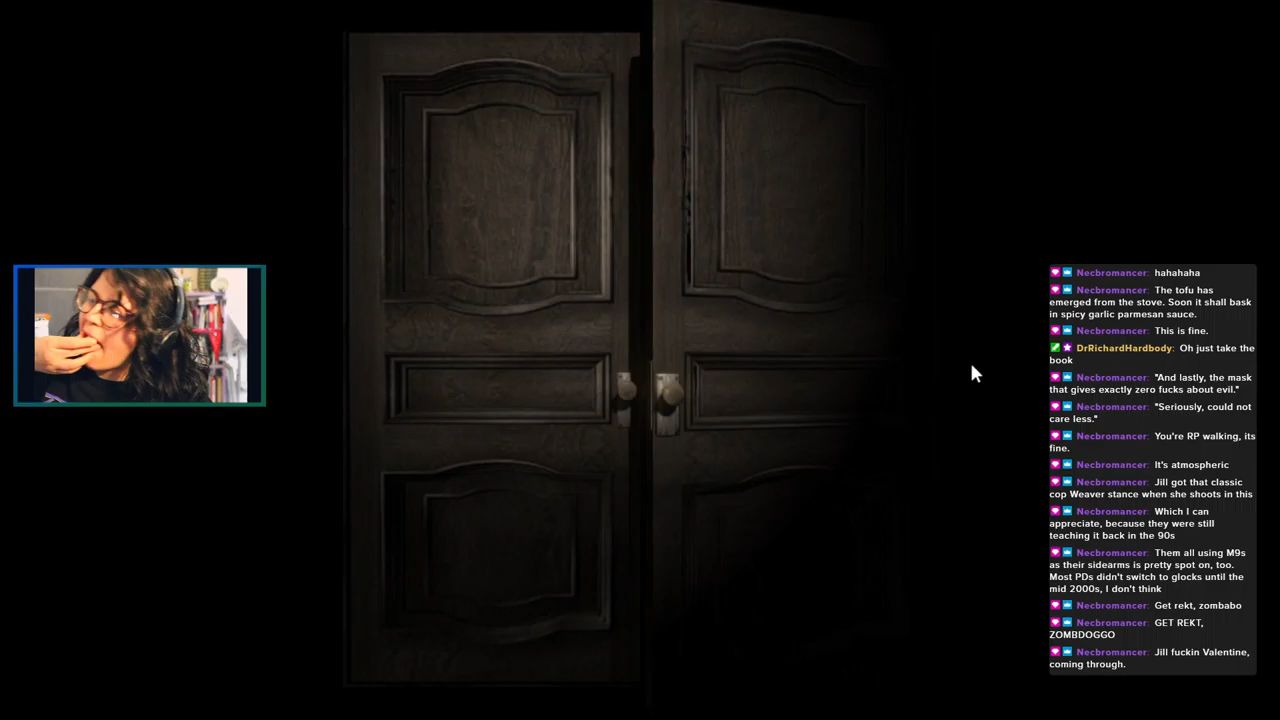 Necbromancer: hahahaha
Necbromancer: The tofu has
emerged from the stove. Soon it shall bask
in spicy garlic parmesan sauce.
Necbromancer: This is fine.
DrRichardHardbody: Oh just take the
book
Necbromancer: "And lastly, the mask
that gives exactly zero fucks about evil."
Necbromancer: "Seriously, could not
care less."
Necbromancer: You're RP walking, its
fine.
Necbromancer: It's atmospheric
Necbromancer: Jill got that classic
cop Weaver stance when she shoots in this
Necbromancer: Which I can
appreciate, because they were still
teaching it back in the 90s
Necbromancer: Them all using M9s
as their sidearms is pretty spot on, too.
Most PDs didn't switch to glocks until the
mid 2000s, I don't think
Necbromancer: Get rekt, zombabo
Necbromancer: GET REKT,
ZOMBDOGGO
Necbromancer: Jill fuckin Valentine,
coming through.